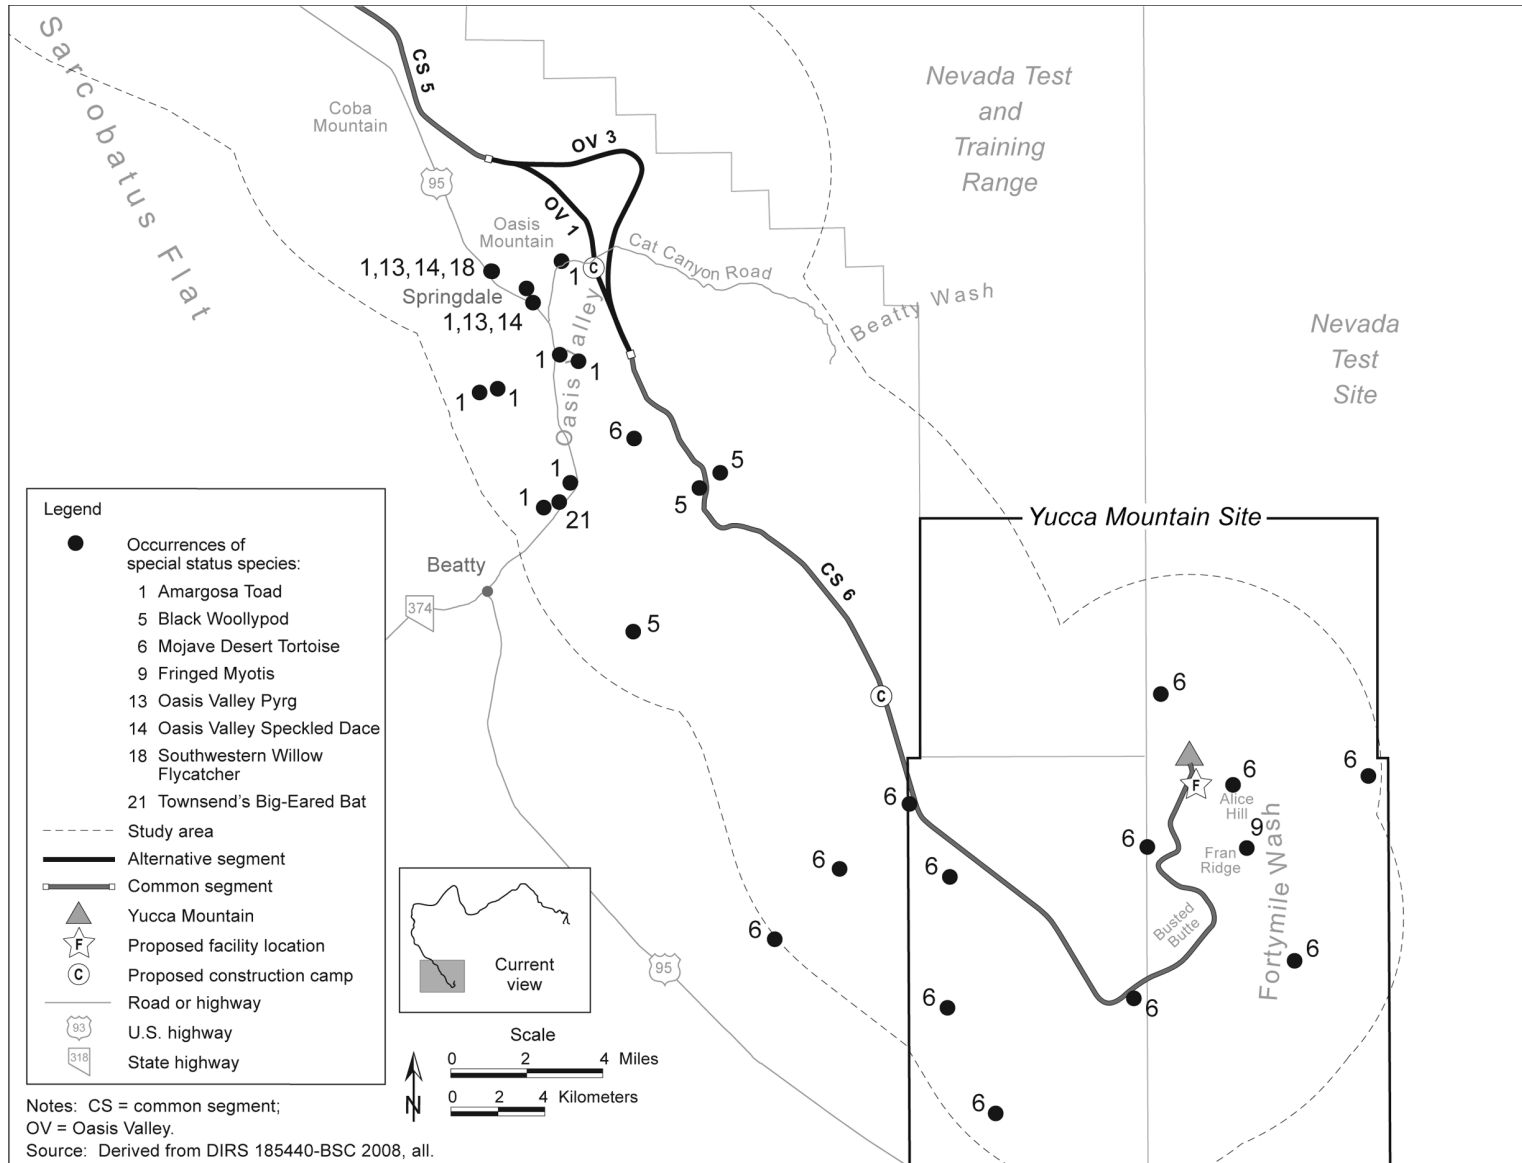 Sarcobatus Flat
CS 5
Coba
Mountain
95
OV 3
OV 1
Oasis
Mountain
Cat Canyon Road
Beatty Wash
Nevada Test
and
Training
Range
Nevada
Test
Site
1,13, 14, 18
1
C
Springdale
1,13, 14
Oasis Valley
1
1
1
1
6
5
5
1
1
21
Beatty
374
5
CS 6
C
Yucca Mountain Site
6
F
6
Alice
Hill
6
6
6
9
Fran
Ridge
Fortymile Wash
6
6
Busted
Butte
6
6
95
6
6
6
Legend
Occurrences of
special status species:
1 Amargosa Toad
5 Black Woollypod
6 Mojave Desert Tortoise
9 Fringed Myotis
13 Oasis Valley Pyrg
14 Oasis Valley Speckled Dace
18 Southwestern Willow
Flycatcher
21 Townsend's Big-Eared Bat
Study area
Alternative segment
Common segment
Yucca Mountain
F Proposed facility location
C Proposed construction camp
Road or highway
93 U.S. highway
318 State highway
Current
view
Scale
0 2 4 Miles
0 2 4 Kilometers
N
Notes: CS = common segment;
OV = Oasis Valley.
Source: Derived from DIRS 185440-BSC 2008, all.